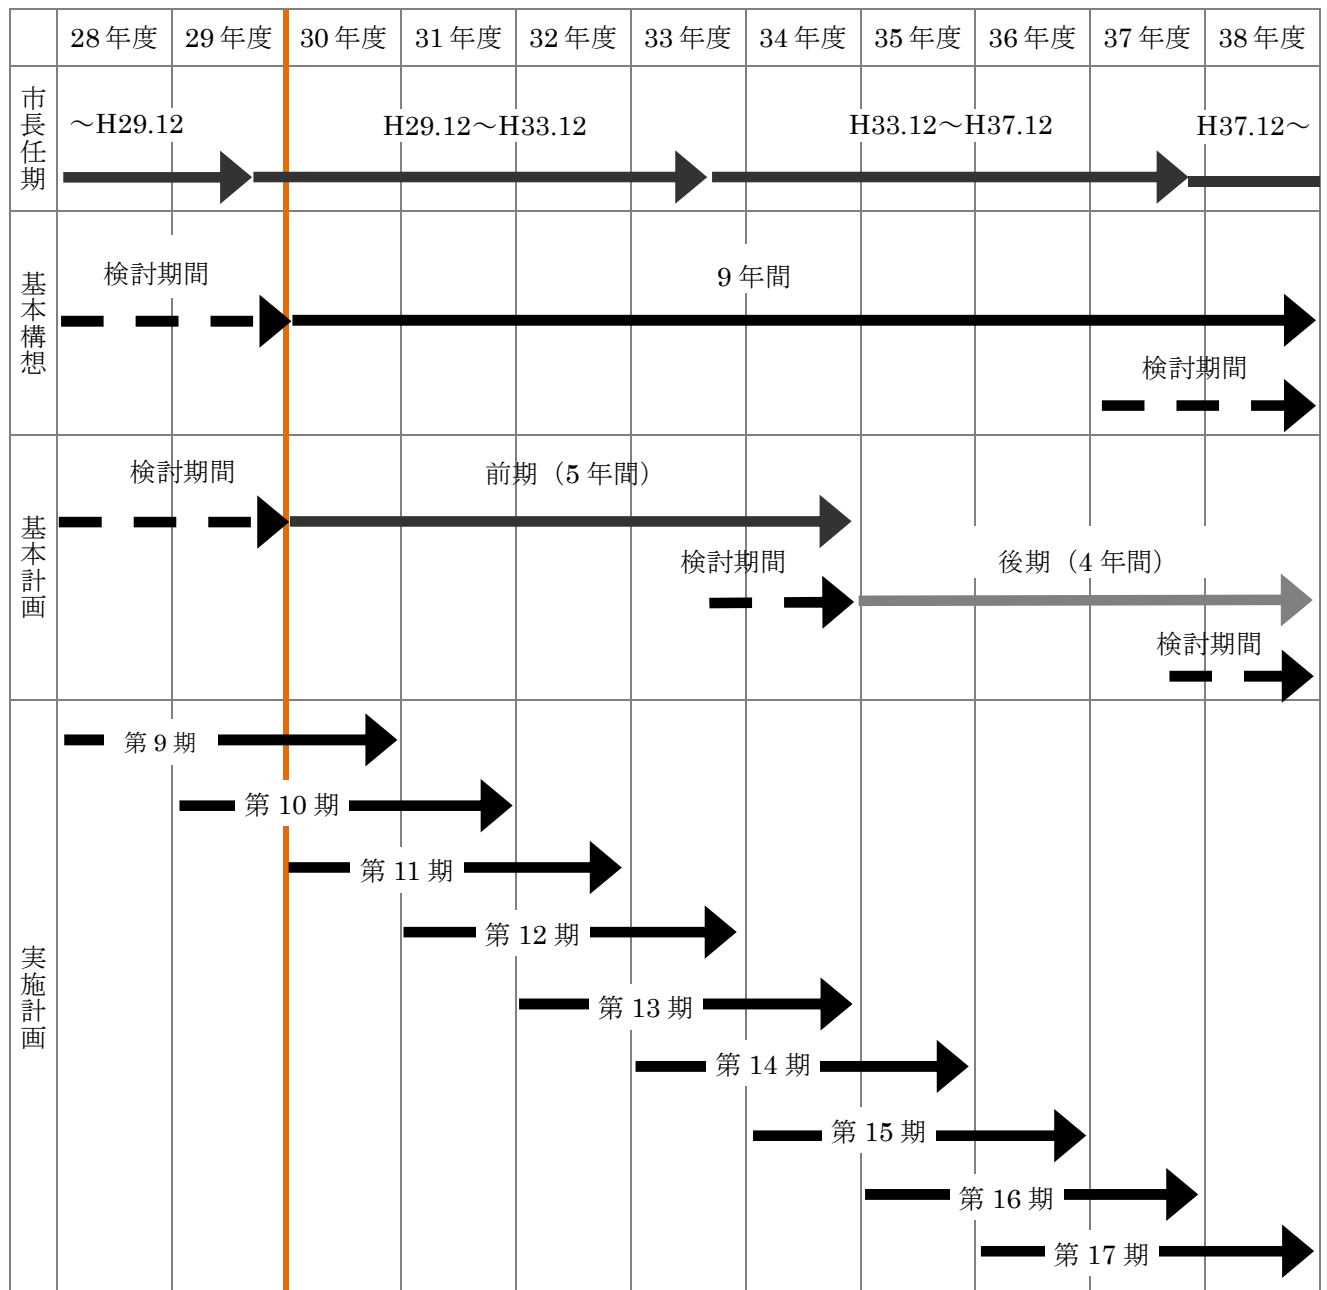 28年度 29年度 30年度 31年度 32年度 33年度 34年度 35年度 36年度 37年度 38年度
市長任期
～H29.12 H29.12～H33.12 H33.12～H37.12 H37.12～
基本構想
検討期間 9年間
検討期間
基本計画
検討期間 前期（5年間）
検討期間 後期（4年間）
検討期間
実施計画
第9期
第10期
第11期
第12期
第13期
第14期
第15期
第16期
第17期